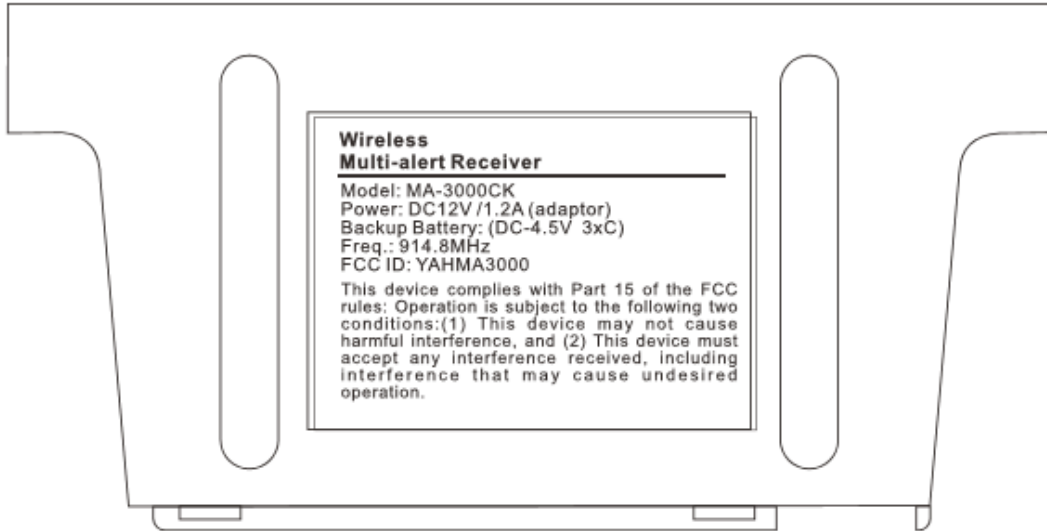 Wireless
Multi-alert Receiver
Model: MA-3000CK
Power: DC12V /1.2A (adaptor)
Backup Battery: (DC-4.5V 3xC)
Freq.: 914.8MHz
FCC ID: YAHMA3000
This device complies with Part 15 of the FCC
rules: Operation is subject to the following two
conditions:(1) This device may not cause
harmful interference, and (2) This device must
accept any interference received, including
interference that may cause undesired
operation.